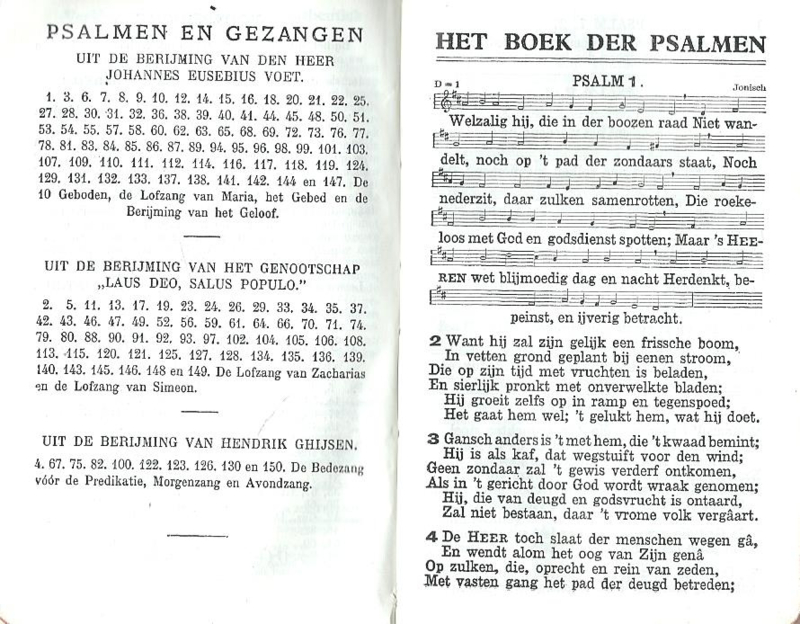 PSALMEN EN GEZANGEN
UIT DE BERIJMING VAN DEN HEER
JOHANNES EUSEBIUS VOET.
1. 3. 6. 7. 8. 9. 10. 12. 14. 15. 16. 18. 20. 21. 22. 25.
27. 28. 30. 31. 32. 36. 38. 39. 40. 41. 44. 45. 48. 50. 51.
53. 54. 55. 57. 58. 60. 62. 63. 65. 68. 69. 72. 73. 76. 77.
78. 81. 83. 84. 85. 86. 87. 89. 94. 95. 96. 98. 99. 101. 103.
107. 109. 110. 111. 112. 114. 116. 117. 118. 119. 124.
129. 131. 132. 133. 137. 138. 141. 142. 144 en 147. De
10 Geboden, de Lofzang van Maria, het Gebed en de
Berijming van het Geloof.
UIT DE BERIJMING VAN HET GENOOTSCHAP
„LAUS DEO, SALUS POPULO.”
2. 5. 11. 13. 17. 19. 23. 24. 26. 29. 33. 34. 35. 37.
42. 43. 46. 47. 49. 52. 56. 59. 61. 64. 66. 70. 71. 74.
79. 80. 88. 90. 91. 92. 93. 97. 102. 104. 105. 106. 108.
113. 115. 120. 121. 125. 127. 128. 134. 135. 136. 139.
140. 143. 145. 146. 148 en 149. De Lofzang van Zacharias
en de Lofzang van Simeon.
UIT DE BERIJMING VAN HENDRIK GHIJSEN.
4. 67. 75. 82. 100. 122. 123. 126. 130 en 150. De Bedezang
vóór de Predikatie, Morgenzang en Avondzang.
HET BOEK DER PSALMEN
D = 1 PSALM 1. Jonisch
Welzalig hij, die in der boozen raad Niet wan-
delt, noch op 't pad der zondaars staat, Noch
nederzit, daar zulken samenrotten, Die roeke-
loos met God en godsdienst spotten; Maar 's HEE-
REN wet blijmoedig dag en nacht Herdenkt, be-
peinst, en ijverig betracht.
2 Want hij zal zijn gelijk een frissche boom,
In vetten grond geplant bij eenen stroom,
Die op zijn tijd met vruchten is beladen,
En sierlijk pronkt met onverwelkte bladen;
Hij groeit zelfs op in ramp en tegenspoed;
Het gaat hem wel; 't gelukt hem, wat hij doet.
3 Gansch anders is 't met hem, die 't kwaad bemint;
Hij is als kaf, dat wegstuift voor den wind;
Geen zondaar zal 't gewis verderf ontkomen,
Als in 't gericht door God wordt wraak genomen;
Hij, die van deugd en godsvrucht is ontaard,
Zal niet bestaan, daar 't vrome volk vergâart.
4 De HEER toch slaat der menschen wegen gâ,
En wendt alom het oog van Zijn genâ
Op zulken, die, oprecht en rein van zeden,
Met vasten gang het pad der deugd betreden;